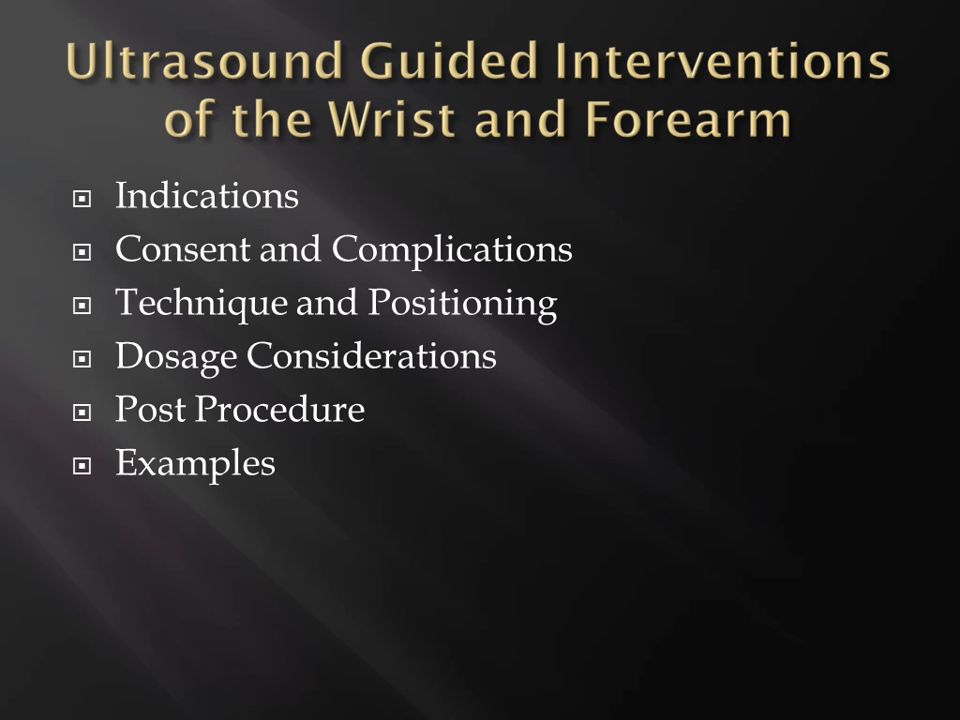 Ultrasound Guided Interventions
of the Wrist and Forearm
Indications
Consent and Complications
Technique and Positioning
Dosage Considerations
Post Procedure
Examples